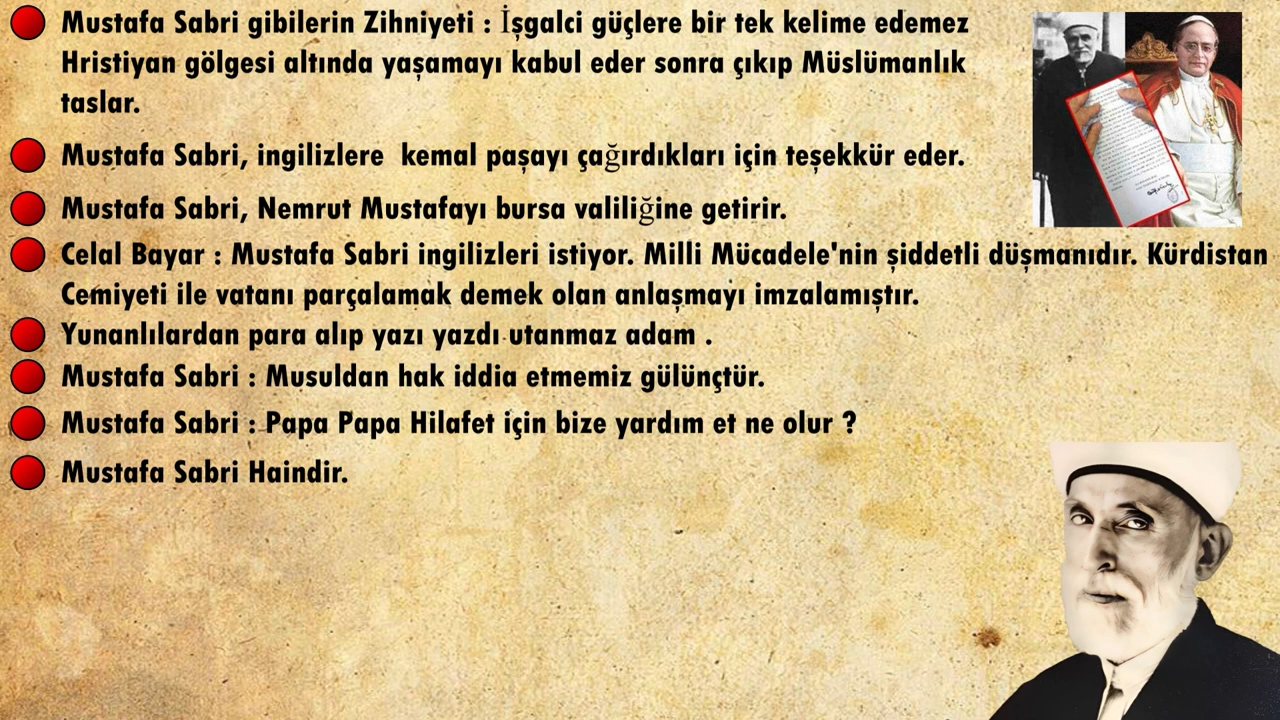 Mustafa Sabri gibilerin Zihniyeti : İşgalci güçlere bir tek kelime edemez
Hristiyan gölgesi altında yaşamayı kabul eder sonra çıkıp Müslümanlık
taslar.
Mustafa Sabri, ingilizlere  kemal paşayı çağırdıkları için teşekkür eder.
Mustafa Sabri, Nemrut Mustafayı bursa valiliğine getirir.
Celal Bayar : Mustafa Sabri ingilizleri istiyor. Milli Mücadele'nin şiddetli düşmanıdır. Kürdistan
Cemiyeti ile vatanı parçalamak demek olan anlaşmayı imzalamıştır.
Yunanlılardan para alıp yazı yazdı utanmaz adam .
Mustafa Sabri : Musuldan hak iddia etmemiz gülünçtür.
Mustafa Sabri : Papa Papa Hilafet için bize yardım et ne olur ?
Mustafa Sabri Haindir.